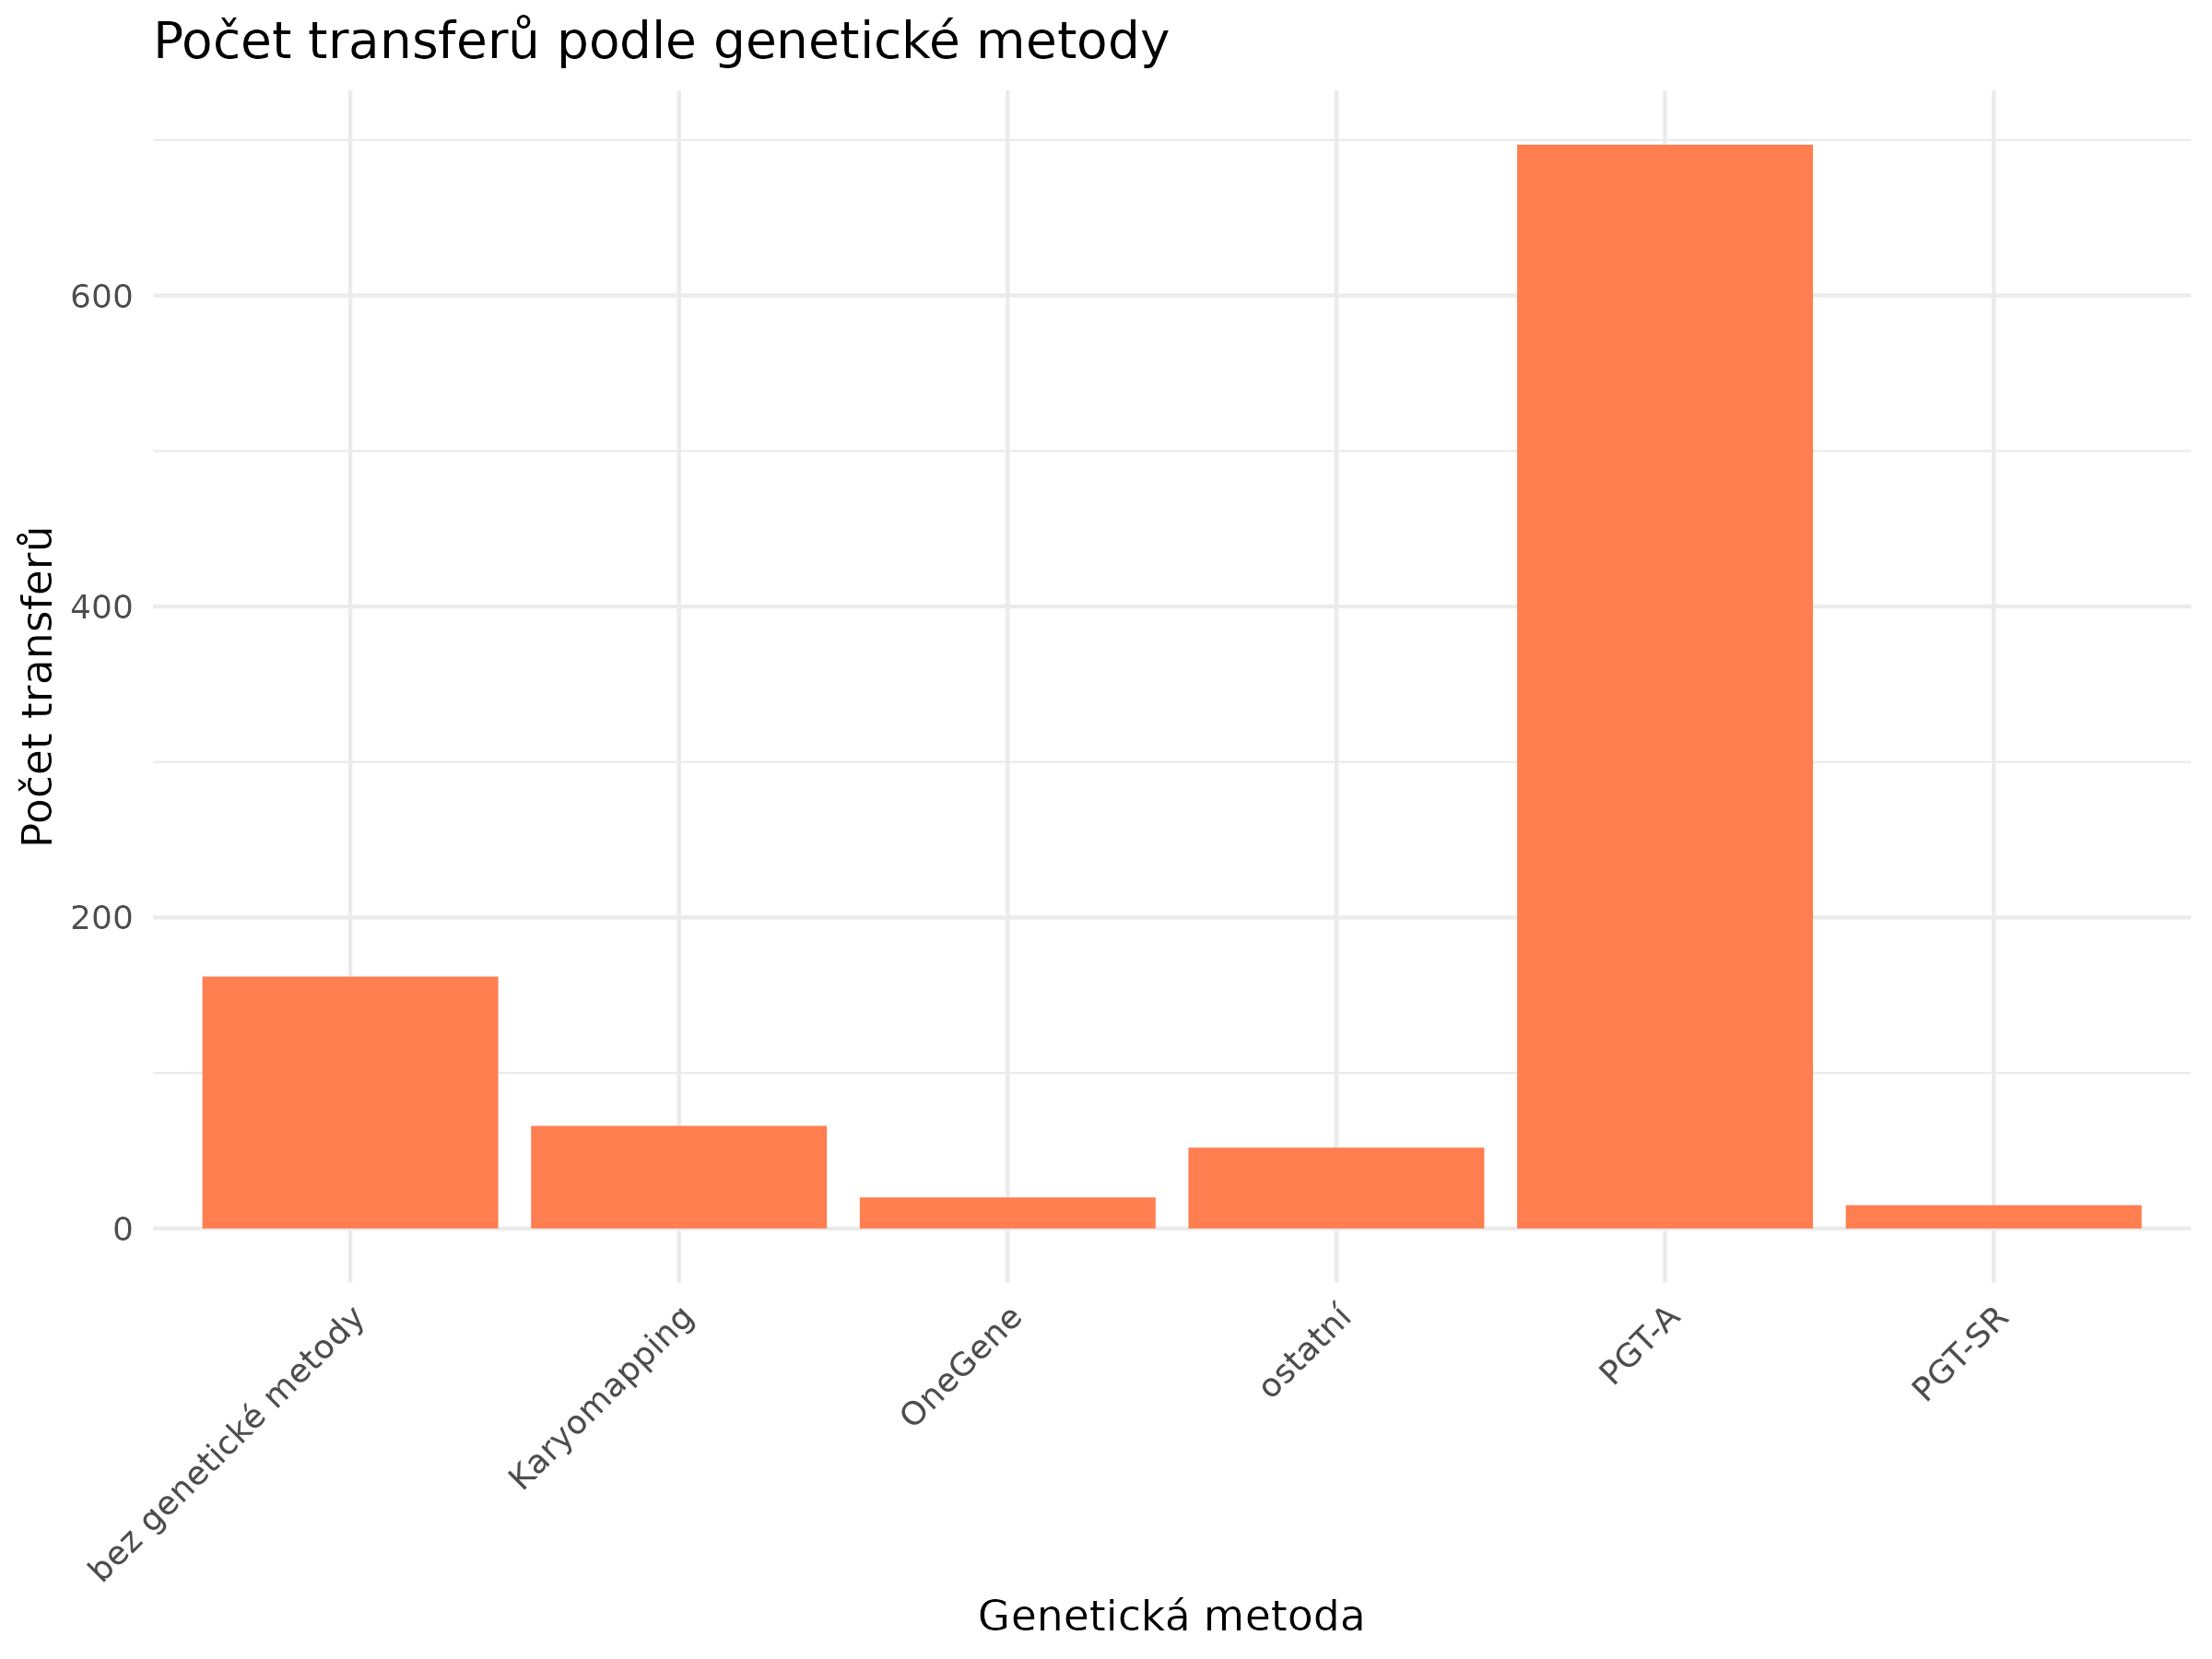 Počet transferů podle genetické metody
Počet transferů
600
400
200
0
bez genetické metody
Karyomapping
OneGene
ostatní
PGT-A
PGT-SR
Genetická metoda